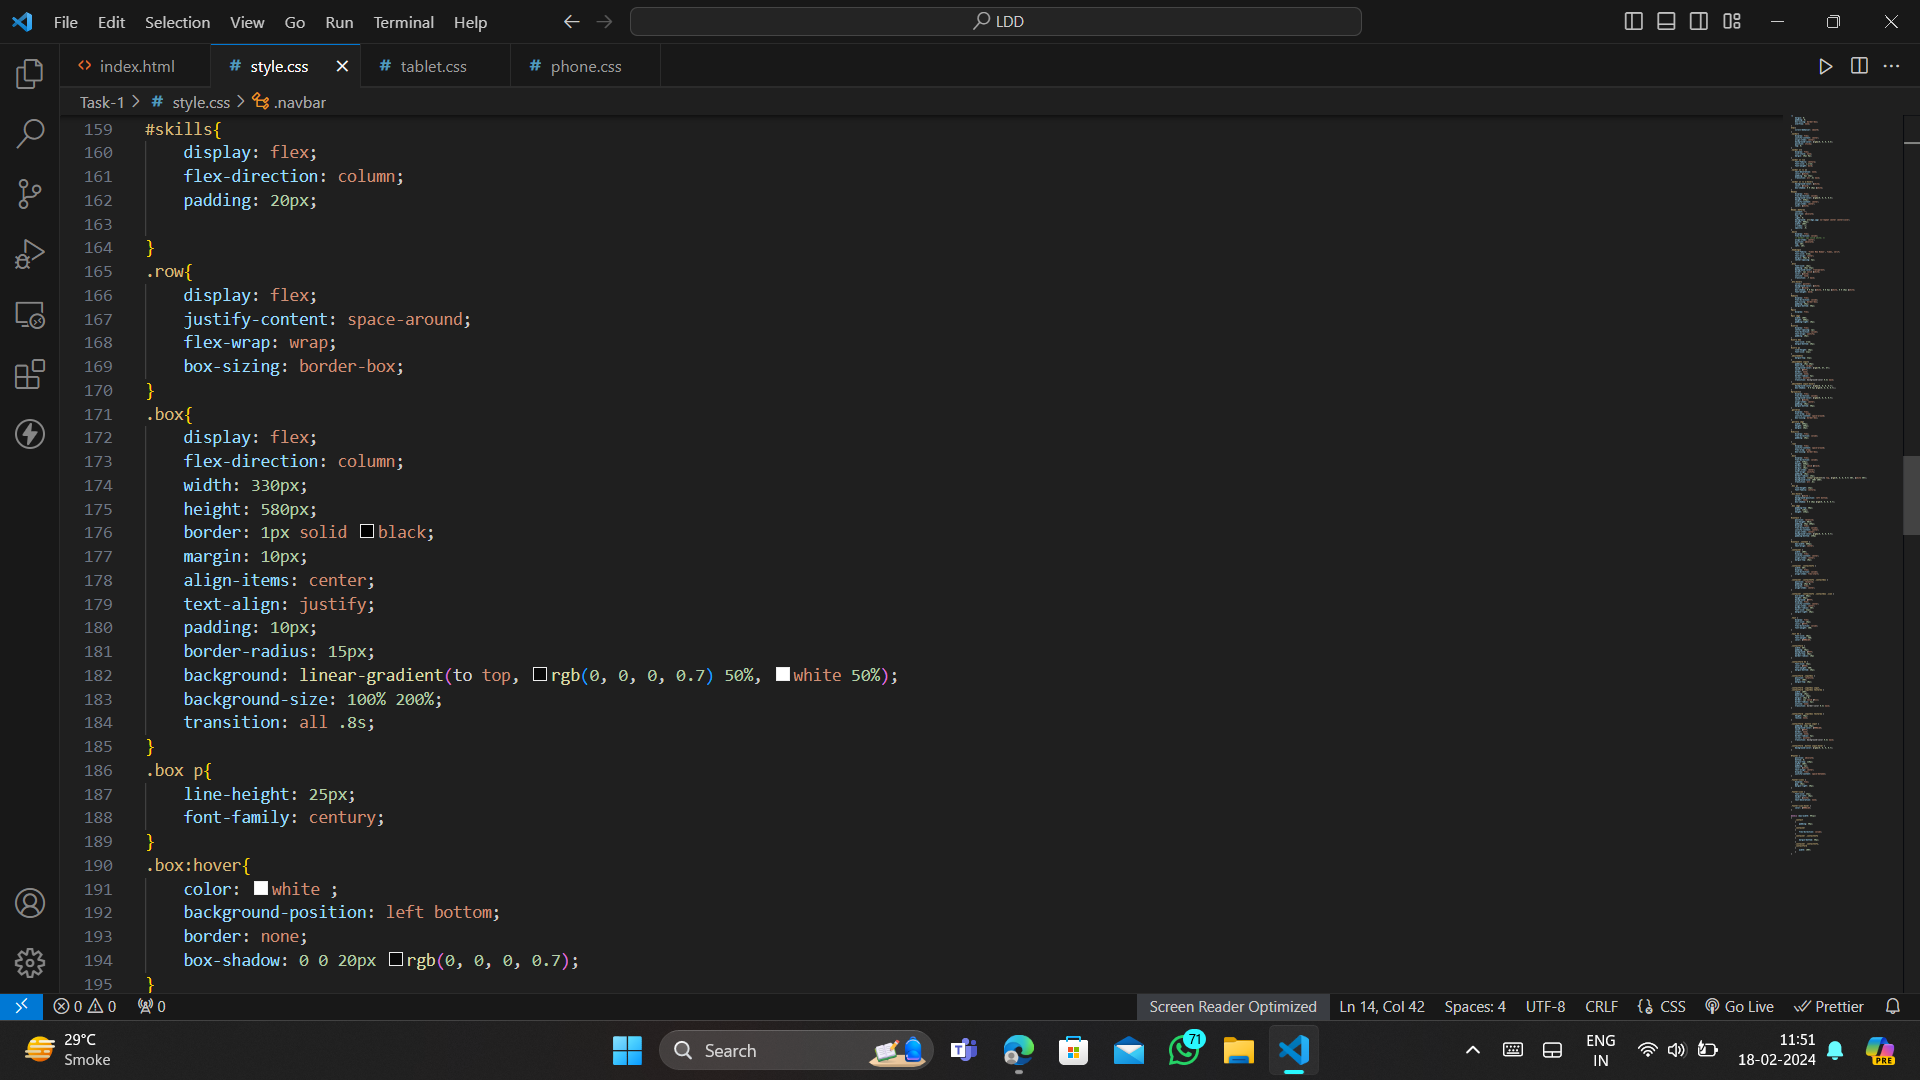 File Edit Selection View Go Run Terminal Help
LDD
index.html
# style.css
# tablet.css
# phone.css
Task-1 > # style.css > .navbar
159 #skills{
160 display: flex;
161 flex-direction: column;
162 padding: 20px;
163
164 }
165 .row{
166 display: flex;
167 justify-content: space-around;
168 flex-wrap: wrap;
169 box-sizing: border-box;
170 }
171 .box{
172 display: flex;
173 flex-direction: column;
174 width: 330px;
175 height: 580px;
176 border: 1px solid black;
177 margin: 10px;
178 align-items: center;
179 text-align: justify;
180 padding: 10px;
181 border-radius: 15px;
182 background: linear-gradient(to top, rgb(0, 0, 0, 0.7) 50%, white 50%);
183 background-size: 100% 200%;
184 transition: all .8s;
185 }
186 .box p{
187 line-height: 25px;
188 font-family: century;
189 }
190 .box:hover{
191 color: white ;
192 background-position: left bottom;
193 border: none;
194 box-shadow: 0 0 20px rgb(0, 0, 0, 0.7);
195 }
0 0 0 Screen Reader Optimized Ln 14, Col 42 Spaces: 4 UTF-8 CRLF CSS Go Live Prettier
29°C
Smoke
Search
71
ENG
IN
11:51
18-02-2024
PRE